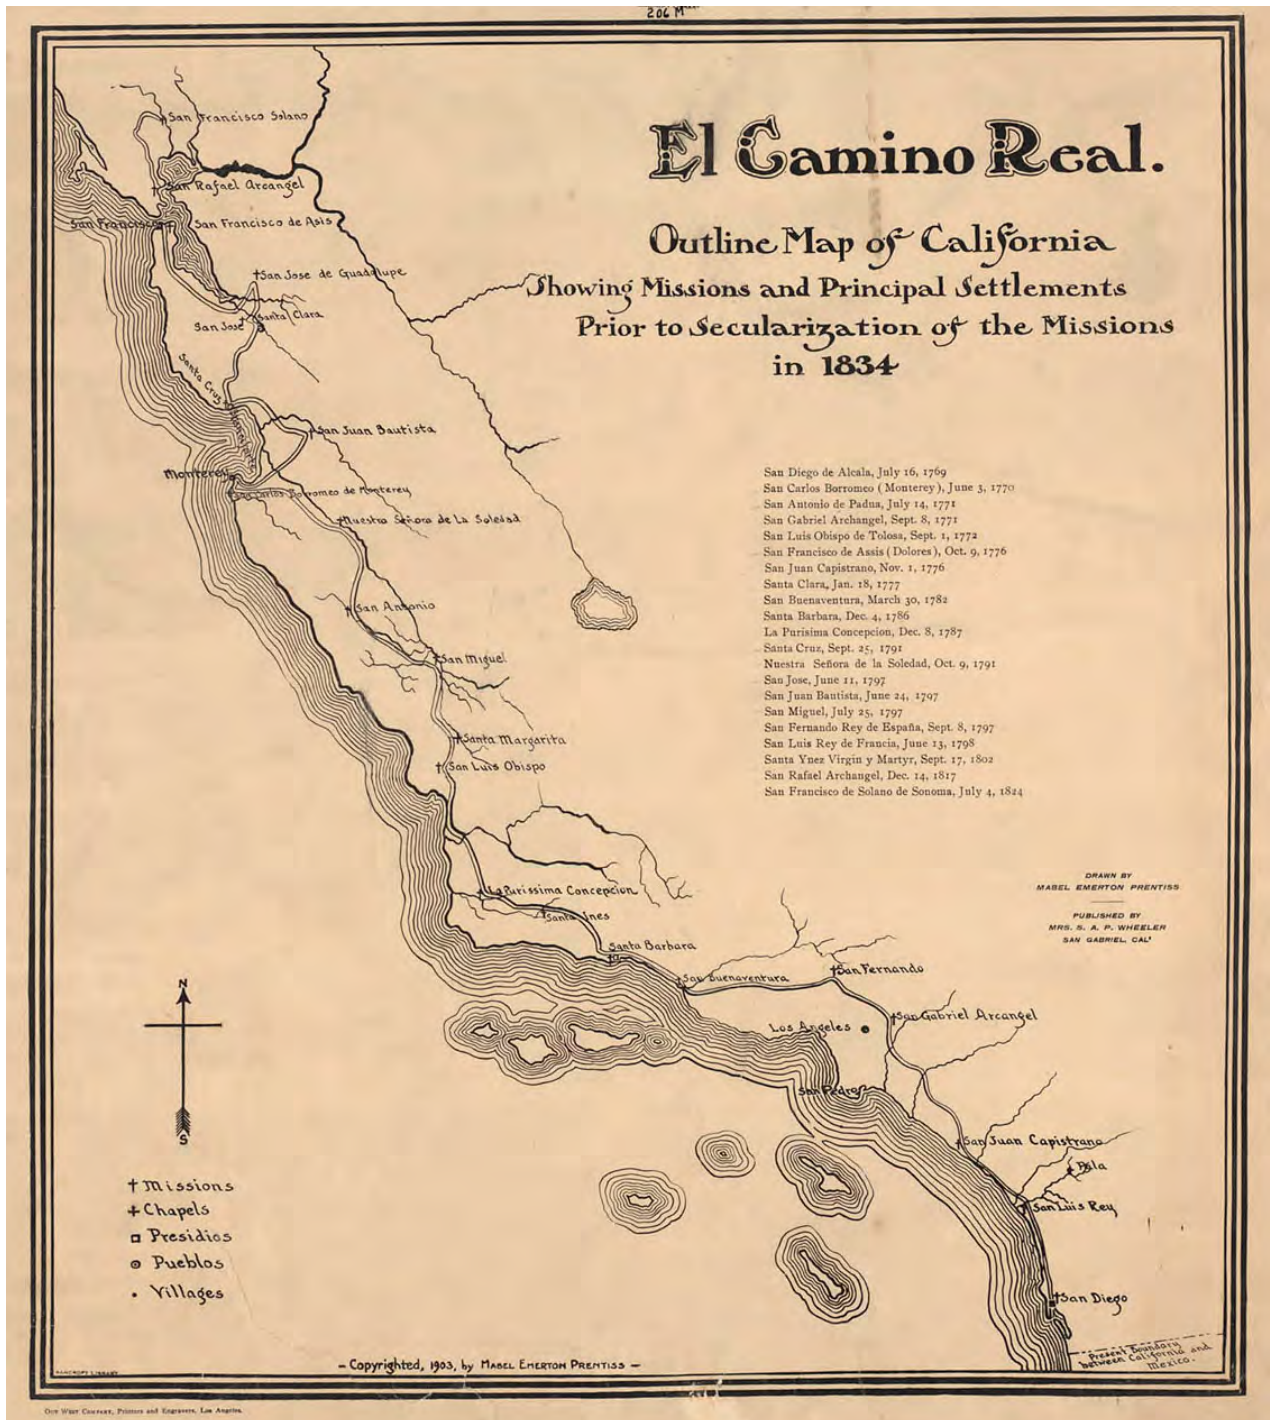 206 M
El Camino Real.
Outline Map of California
Showing Missions and Principal Settlements
Prior to Secularization of the Missions
in 1834
San Francisco Solano
San Rafael Arcangel
San Francisco
San Francisco de Asis
San Jose de Guadalupe
Santa Clara
San Jose
Santa Cruz
San Juan Bautista
Monterey
San Carlos Borromeo de Monterey
Nuestra Señora de La Soledad
San Antonio
San Miguel
Santa Margarita
San Luis Obispo
La Purissima Concepcion
Santa Ines
Santa Barbara
San Buenaventura
San Fernando
San Gabriel Arcangel
Los Angeles
San Pedro
San Juan Capistrano
Pala
San Luis Rey
San Diego
Present Boundary
between California and
Mexico.
San Diego de Alcala, July 16, 1769
San Carlos Borromeo (Monterey), June 3, 1770
San Antonio de Padua, July 14, 1771
San Gabriel Archangel, Sept. 8, 1771
San Luis Obispo de Tolosa, Sept. 1, 1772
San Francisco de Assis (Dolores), Oct. 9, 1776
San Juan Capistrano, Nov. 1, 1776
Santa Clara, Jan. 18, 1777
San Buenaventura, March 30, 1782
Santa Barbara, Dec. 4, 1786
La Purisima Concepcion, Dec. 8, 1787
Santa Cruz, Sept. 25, 1791
Nuestra Señora de la Soledad, Oct. 9, 1791
San Jose, June 11, 1797
San Juan Bautista, June 24, 1797
San Miguel, July 25, 1797
San Fernando Rey de España, Sept. 8, 1797
San Luis Rey de Francia, June 13, 1798
Santa Ynez Virgin y Martyr, Sept. 17, 1802
San Rafael Archangel, Dec. 14, 1817
San Francisco de Solano de Sonoma, July 4, 1824
DRAWN BY
MABEL EMERTON PRENTISS
PUBLISHED BY
MRS. S. A. P. WHEELER
SAN GABRIEL, CAL'
N
S
Missions
Chapels
Presidios
Pueblos
Villages
BANCROFT LIBRARY
- Copyrighted, 1903, by MABEL EMERTON PRENTISS -
OUT WEST COMPANY, Printers and Engravers, Los Angeles.